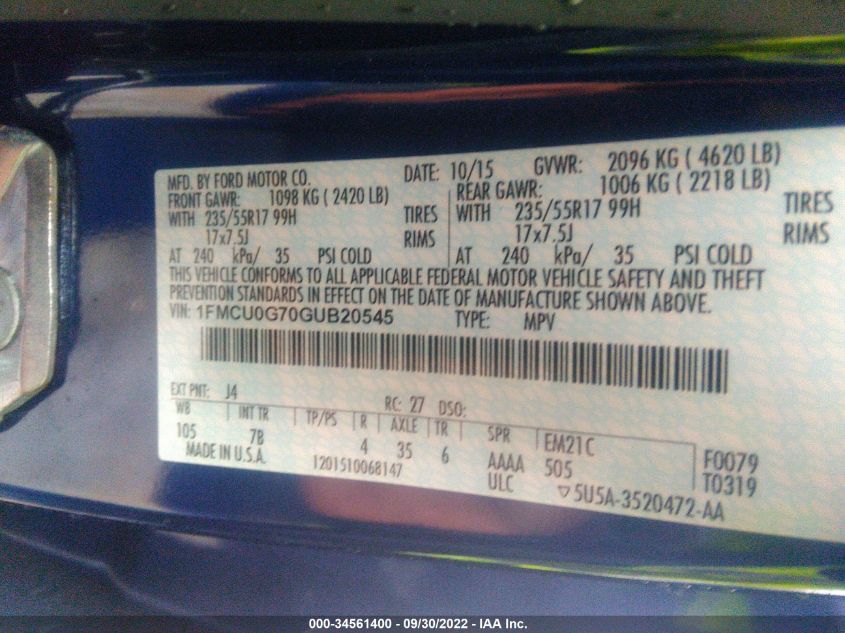 MFD. BY FORD MOTOR CO. DATE: 10/15 GVWR: 2096 KG ( 4620 LB)
FRONT GAWR: 1098 KG ( 2420 LB) REAR GAWR: 1006 KG ( 2218 LB)
WITH 235/55R17 99H TIRES WITH 235/55R17 99H TIRES
17x7.5J RIMS 17x7.5J RIMS
AT 240 kPa/ 35 PSI COLD AT 240 kPa/ 35 PSI COLD
THIS VEHICLE CONFORMS TO ALL APPLICABLE FEDERAL MOTOR VEHICLE SAFETY AND THEFT
PREVENTION STANDARDS IN EFFECT ON THE DATE OF MANUFACTURE SHOWN ABOVE.
VIN: 1FMCU0G70GUB20545 TYPE: MPV
EXT PNT: J4 RC: 27 DSO:
WB INT TR TP/PS R AXLE TR SPR EM21C
105 7B 4 35 6 AAAA 505 F0079
MADE IN U.S.A. 1201510068147 ULC ▽5U5A-3520472-AA T0319
000-34561400 - 09/30/2022 - IAA Inc.